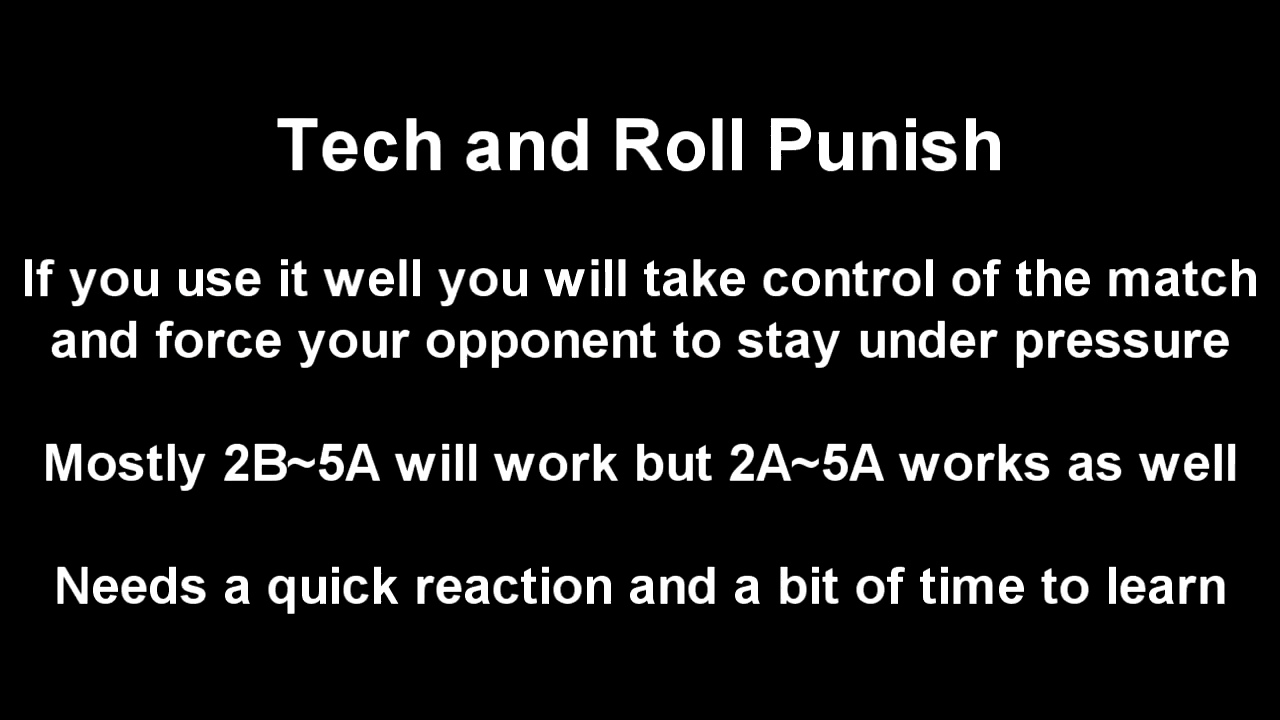 Tech and Roll Punish
If you use it well you will take control of the match
and force your opponent to stay under pressure
Mostly 2B~5A will work but 2A~5A works as well
Needs a quick reaction and a bit of time to learn